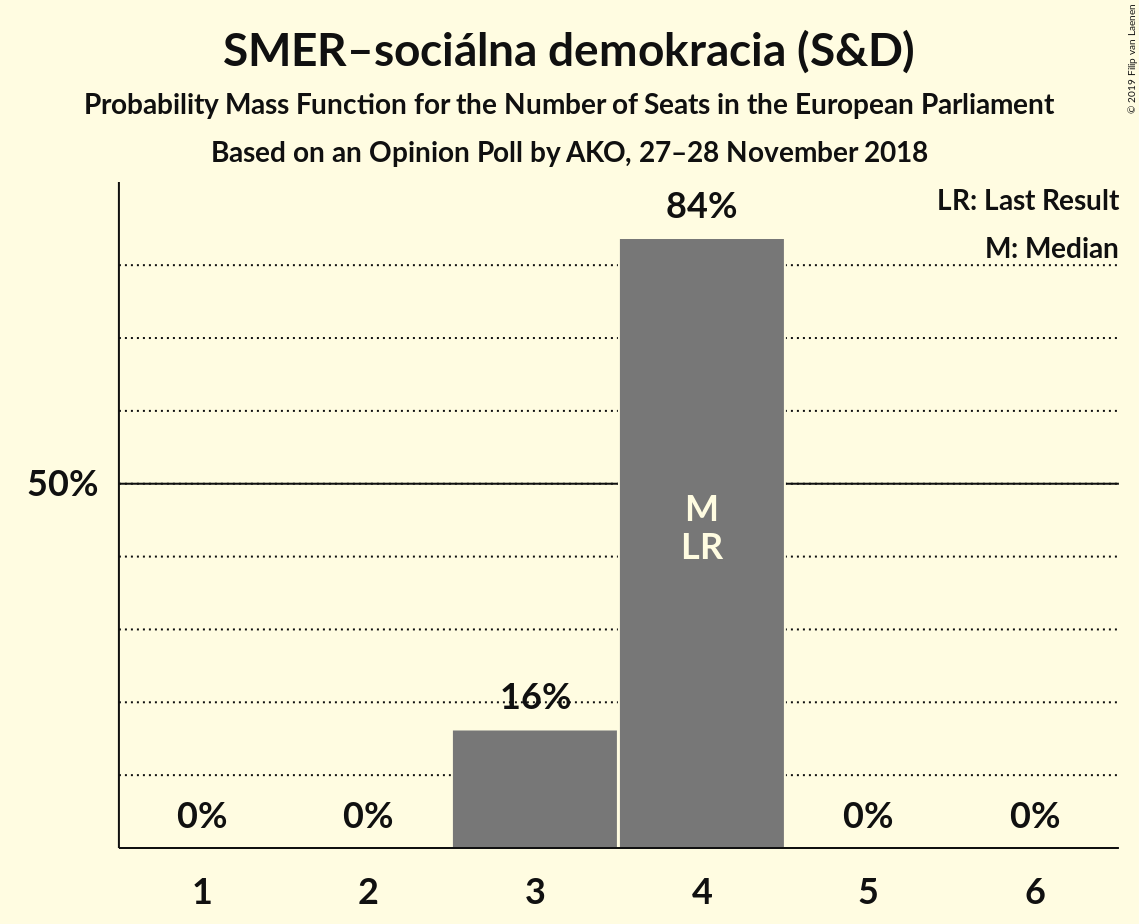 SMER–sociálna demokracia (S&D)
Probability Mass Function for the Number of Seats in the European Parliament
Based on an Opinion Poll by AKO, 27–28 November 2018
© 2019 Filip van Laenen
LR: Last Result
M: Median
84%
50%
M
LR
16%
0%
0%
0%
0%
1
2
3
4
5
6